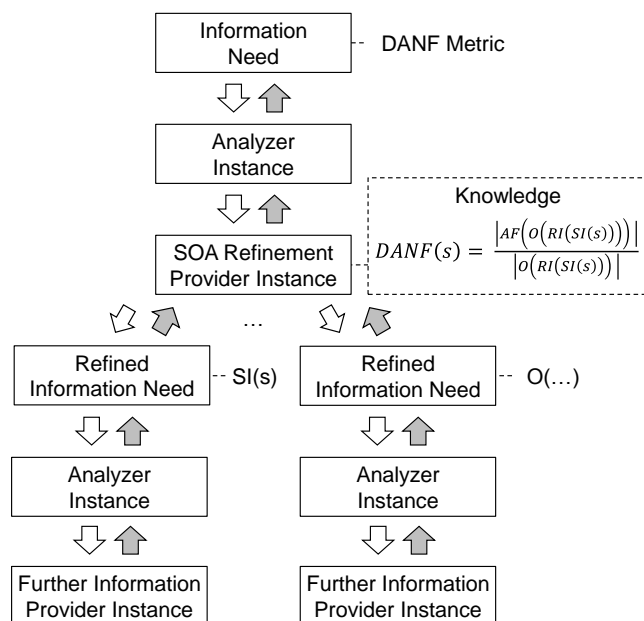 Information
Need
DANF Metric
Analyzer
Instance
Knowledge
DANF(s) = |AF(O(RI(SI(s))))| / |O(RI(SI(s)))|
SOA Refinement
Provider Instance
...
Refined
Information Need
SI(s)
Refined
Information Need
O(...)
Analyzer
Instance
Analyzer
Instance
Further Information
Provider Instance
Further Information
Provider Instance